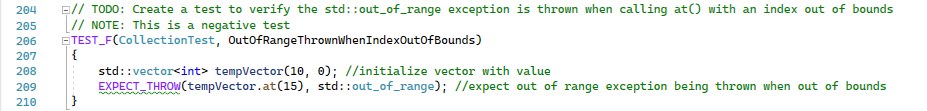 204 // TODO: Create a test to verify the std::out_of_range exception is thrown when calling at() with an index out of bounds
205 // NOTE: This is a negative test
206 TEST_F(CollectionTest, OutOfRangeThrownWhenIndexOutOfBounds)
207 {
208 std::vector<int> tempVector(10, 0); //initialize vector with value
209 EXPECT_THROW(tempVector.at(15), std::out_of_range); //expect out of range exception being thrown when out of bounds
210 }